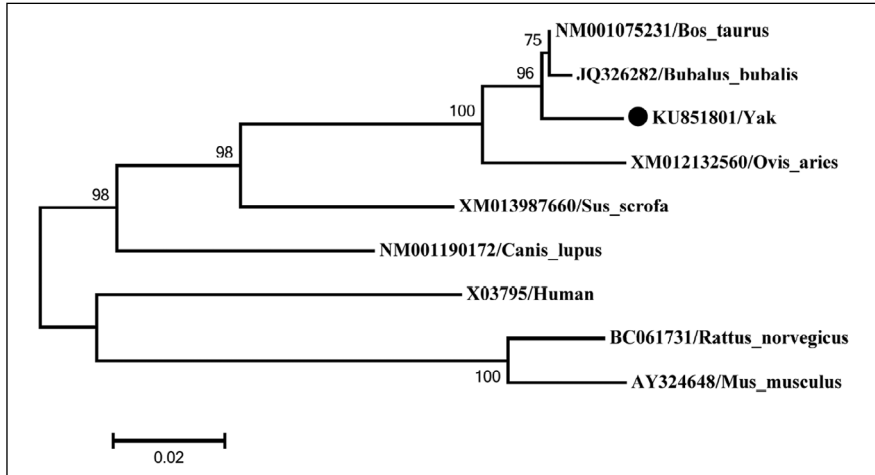 NM001075231/Bos_taurus
75
JQ326282/Bubalus_bubalis
96
KU851801/Yak
100
XM012132560/Ovis_aries
98
XM013987660/Sus_scrofa
98
NM001190172/Canis_lupus
X03795/Human
BC061731/Rattus_norvegicus
100
AY324648/Mus_musculus
0.02